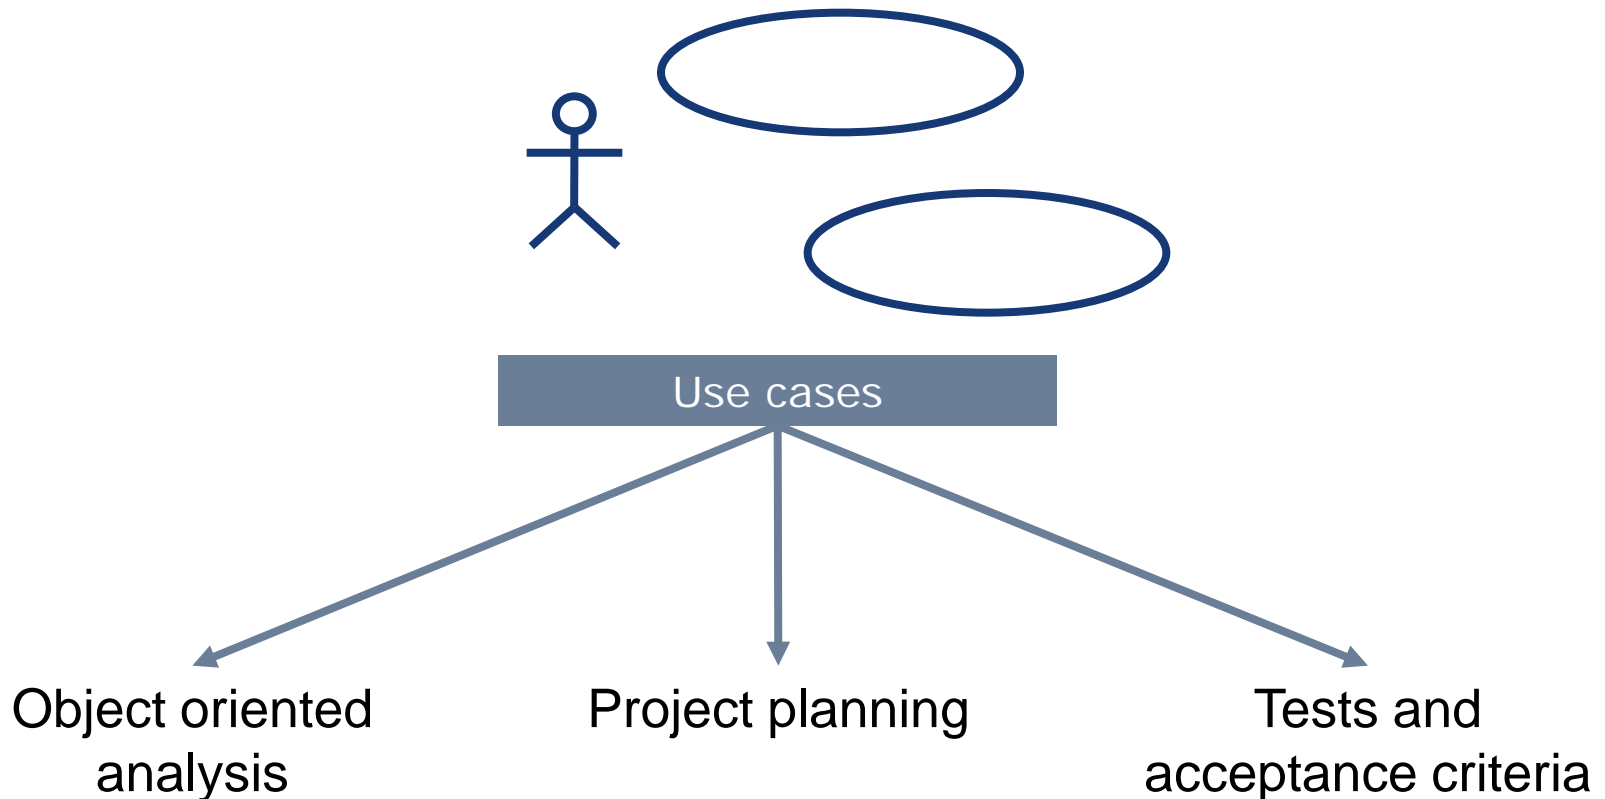 Use cases
Object oriented
analysis
Project planning
Tests and
acceptance criteria